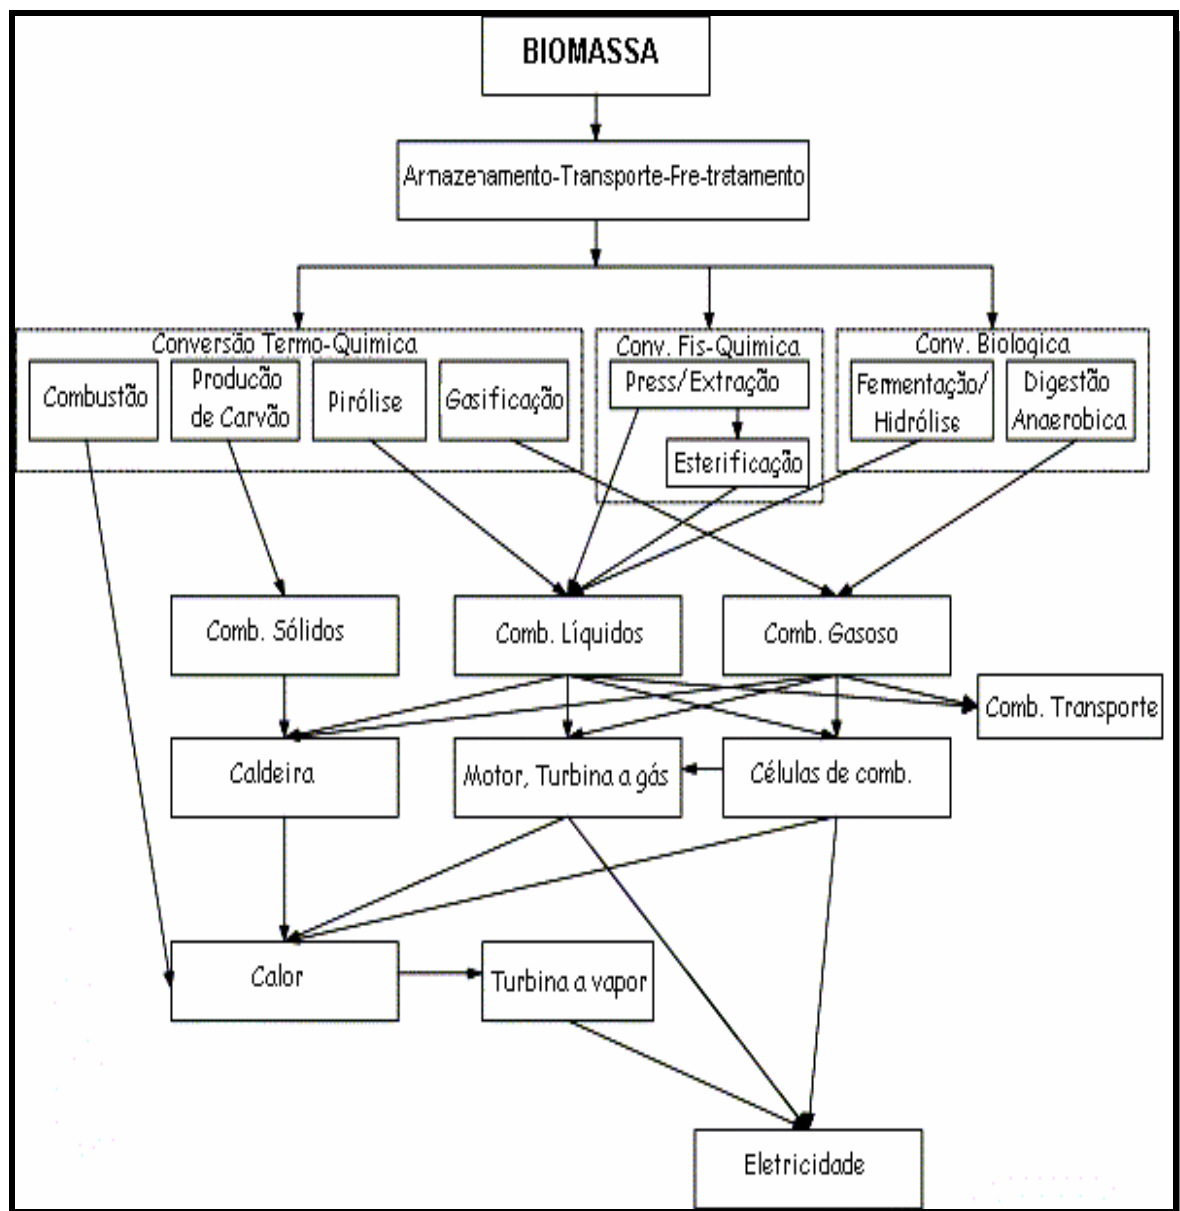 BIOMASSA
Armazenamento-Transporte-Fre-tratamento
Conversão Termo-Quimica
Combustão
Producão
de Carvão
Pirólise
Gasificação
Conv. Fis-Quimica
Press/Extração
Esterificação
Conv. Biologica
Fermentação/
Hidrólise
Digestão
Anaerobica
Comb. Sólidos
Comb. Líquidos
Comb. Gasoso
Comb. Transporte
Caldeira
Motor, Turbina a gás
Células de comb.
Calor
Turbina a vapor
Eletricidade